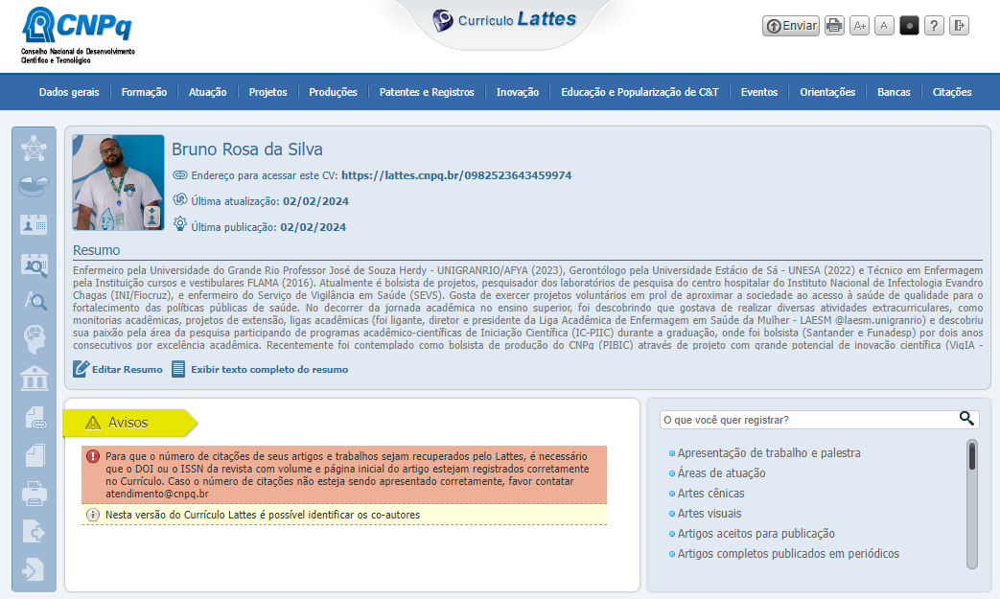 CNPq
Conselho Nacional de Desenvolvimento
Científico e Tecnológico
Currículo Lattes
Enviar
A+
A
?
Dados gerais
Formação
Atuação
Projetos
Produções
Patentes e Registros
Inovação
Educação e Popularização de C&T
Eventos
Orientações
Bancas
Citações
Bruno Rosa da Silva
Endereço para acessar este CV: https://lattes.cnpq.br/0982523643459974
Última atualização: 02/02/2024
Última publicação: 02/02/2024
Resumo
Enfermeiro pela Universidade do Grande Rio Professor José de Souza Herdy - UNIGRANRIO/AFYA (2023), Gerontólogo pela Universidade Estácio de Sá - UNESA (2022) e Técnico em Enfermagem
pela Instituição cursos e vestibulares FLAMA (2016). Atualmente é bolsista de projetos, pesquisador dos laboratórios de pesquisa do centro hospitalar do Instituto Nacional de Infectologia Evandro
Chagas (INI/Fiocruz), e enfermeiro do Serviço de Vigilância em Saúde (SEVS). Gosta de exercer projetos voluntários em prol de aproximar a sociedade ao acesso à saúde de qualidade para o
fortalecimento das políticas públicas de saúde. No decorrer da jornada acadêmica no ensino superior, foi descobrindo que gostava de realizar diversas atividades extracurriculares, como
monitorias acadêmicas, projetos de extensão, ligas acadêmicas (foi ligante, diretor e presidente da Liga Acadêmica de Enfermagem em Saúde da Mulher - LAESM @laesm.unigranrio) e descobriu
sua paixão pela área da pesquisa participando de programas acadêmico-científicas de Iniciação Científica (IC-PIIC) durante a graduação, onde foi bolsista (Santander e Funadesp) por dois anos
consecutivos por excelência acadêmica. Recentemente foi contemplado como bolsista de produção do CNPq (PIBIC) através de projeto com grande potencial de inovação científica (VigIA -
Editar Resumo
Exibir texto completo do resumo
Avisos
Para que o número de citações de seus artigos e trabalhos sejam recuperados pelo Lattes, é necessário
que o DOI ou o ISSN da revista com volume e página inicial do artigo estejam registrados corretamente
no Currículo. Caso o número de citações não esteja sendo apresentado corretamente, favor contatar
atendimento@cnpq.br
Nesta versão do Currículo Lattes é possível identificar os co-autores
O que você quer registrar?
Apresentação de trabalho e palestra
Áreas de atuação
Artes cênicas
Artes visuais
Artigos aceitos para publicação
Artigos completos publicados em periódicos